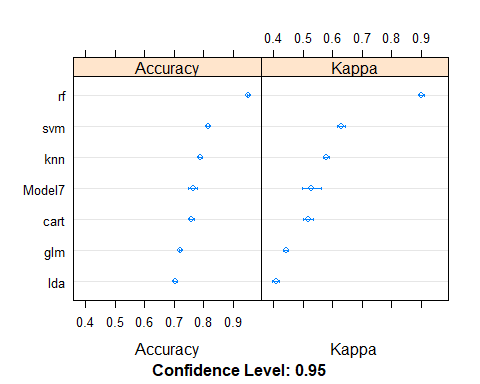 0.4 0.5 0.6 0.7 0.8 0.9
Accuracy Kappa
rf
svm
knn
Model7
cart
glm
lda
0.4 0.5 0.6 0.7 0.8 0.9
Accuracy Kappa
Confidence Level: 0.95